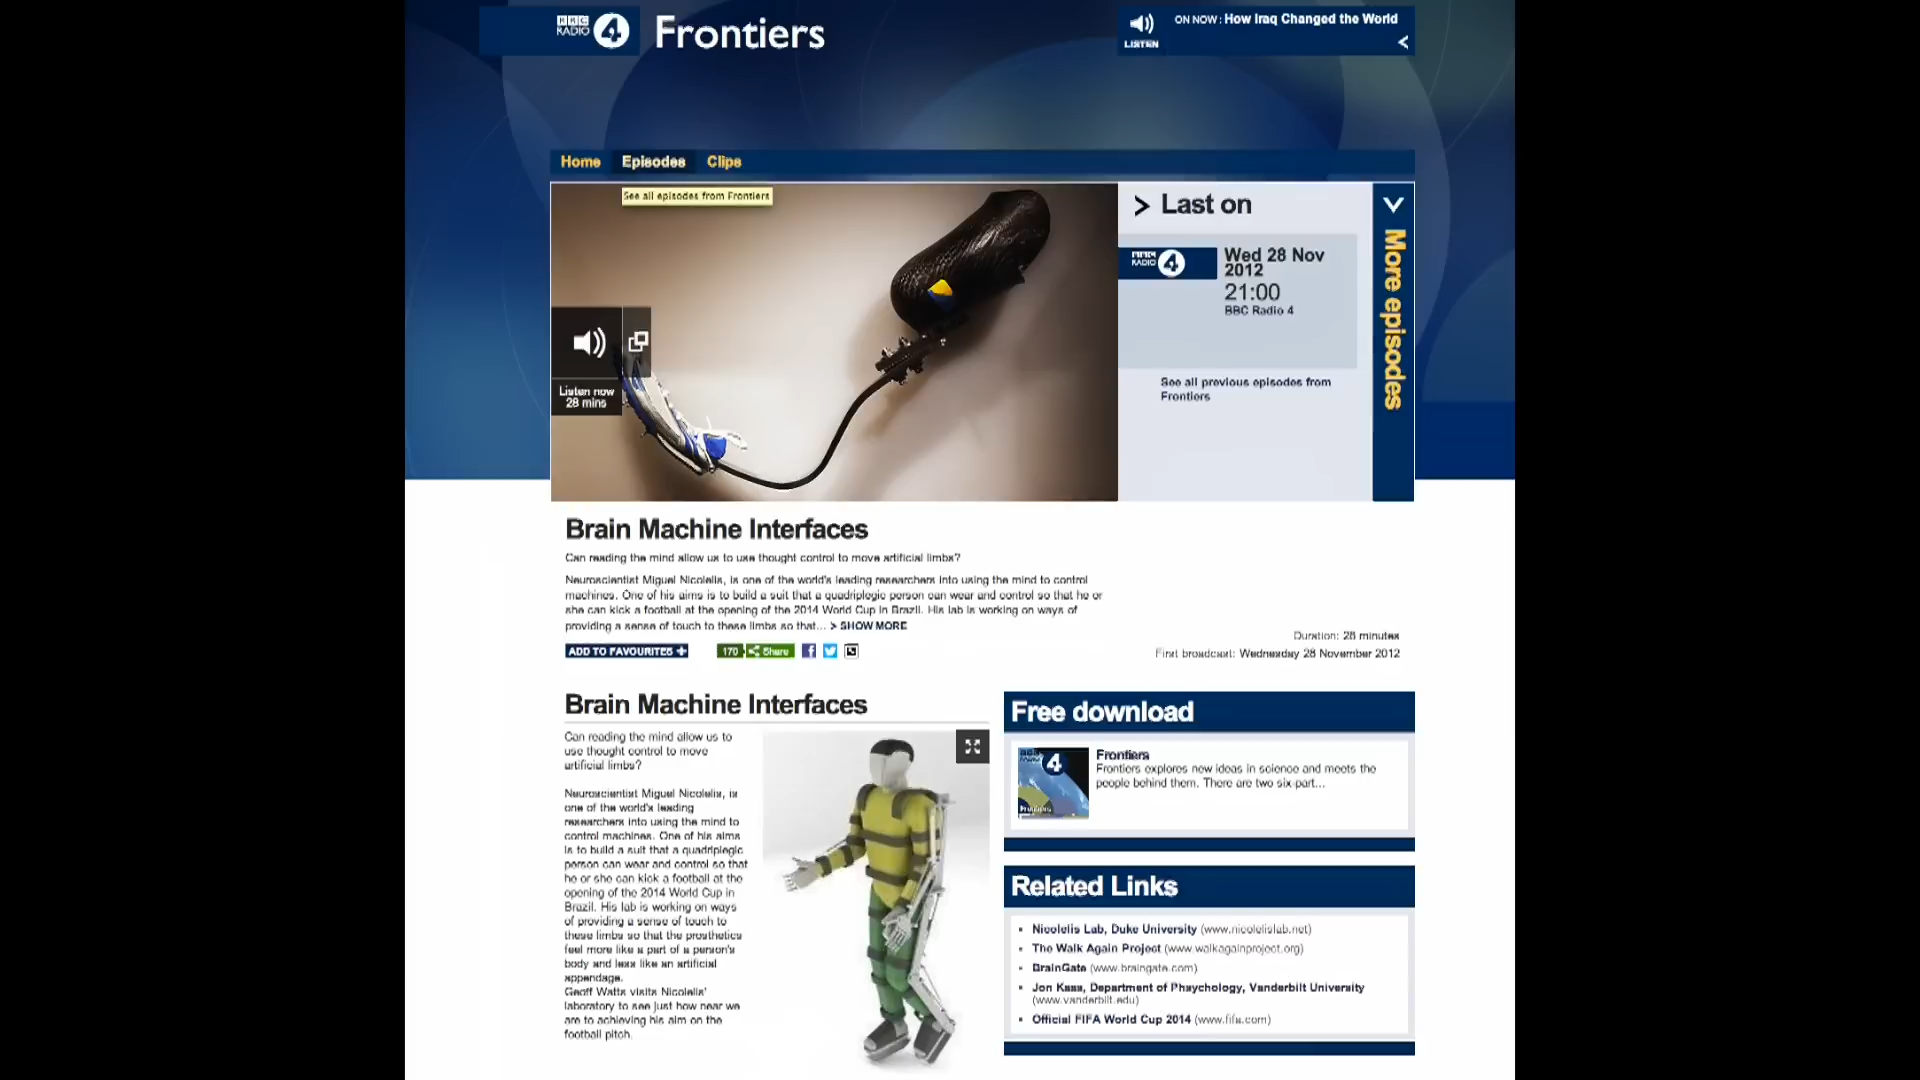 BBC RADIO 4 Frontiers
LISTEN
ON NOW : How Iraq Changed the World
Home Episodes Clips
See all episodes from Frontiers
Listen now
28 mins
> Last on
RADIO 4
Wed 28 Nov
2012
21:00
BBC Radio 4
See all previous episodes from
Frontiers
More episodes
Brain Machine Interfaces
Can reading the mind allow us to use thought control to move artificial limbs?
Neuroscientist Miguel Nicolelis, is one of the world's leading researchers into using the mind to control
machines. One of his aims is to build a suit that a quadriplegic person can wear and control so that he or
she can kick a football at the opening of the 2014 World Cup in Brazil. His lab is working on ways of
providing a sense of touch to these limbs so that... > SHOW MORE
ADD TO FAVOURITES +
170 Share
Duration: 28 minutes
First broadcast: Wednesday 28 November 2012
Brain Machine Interfaces
Can reading the mind allow us to
use thought control to move
artificial limbs?
Neuroscientist Miguel Nicolelis, is
one of the world's leading
researchers into using the mind to
control machines. One of his aims
is to build a suit that a quadriplegic
person can wear and control so that
he or she can kick a football at the
opening of the 2014 World Cup in
Brazil. His lab is working on ways
of providing a sense of touch to
these limbs so that the prosthetics
feel more like a part of a person's
body and less like an artificial
appendage.
Geoff Watts visits Nicolelis'
laboratory to see just how near we
are to achieving his aim on the
football pitch.
Free download
4
Frontiers
Frontiers
Frontiers explores new ideas in science and meets the
people behind them. There are two six-part...
Related Links
Nicolelis Lab, Duke University (www.nicolelislab.net)
The Walk Again Project (www.walkagainproject.org)
BrainGate (www.braingate.com)
Jon Kaas, Department of Phsychology, Vanderbilt University
(www.vanderbilt.edu)
Official FIFA World Cup 2014 (www.fifa.com)